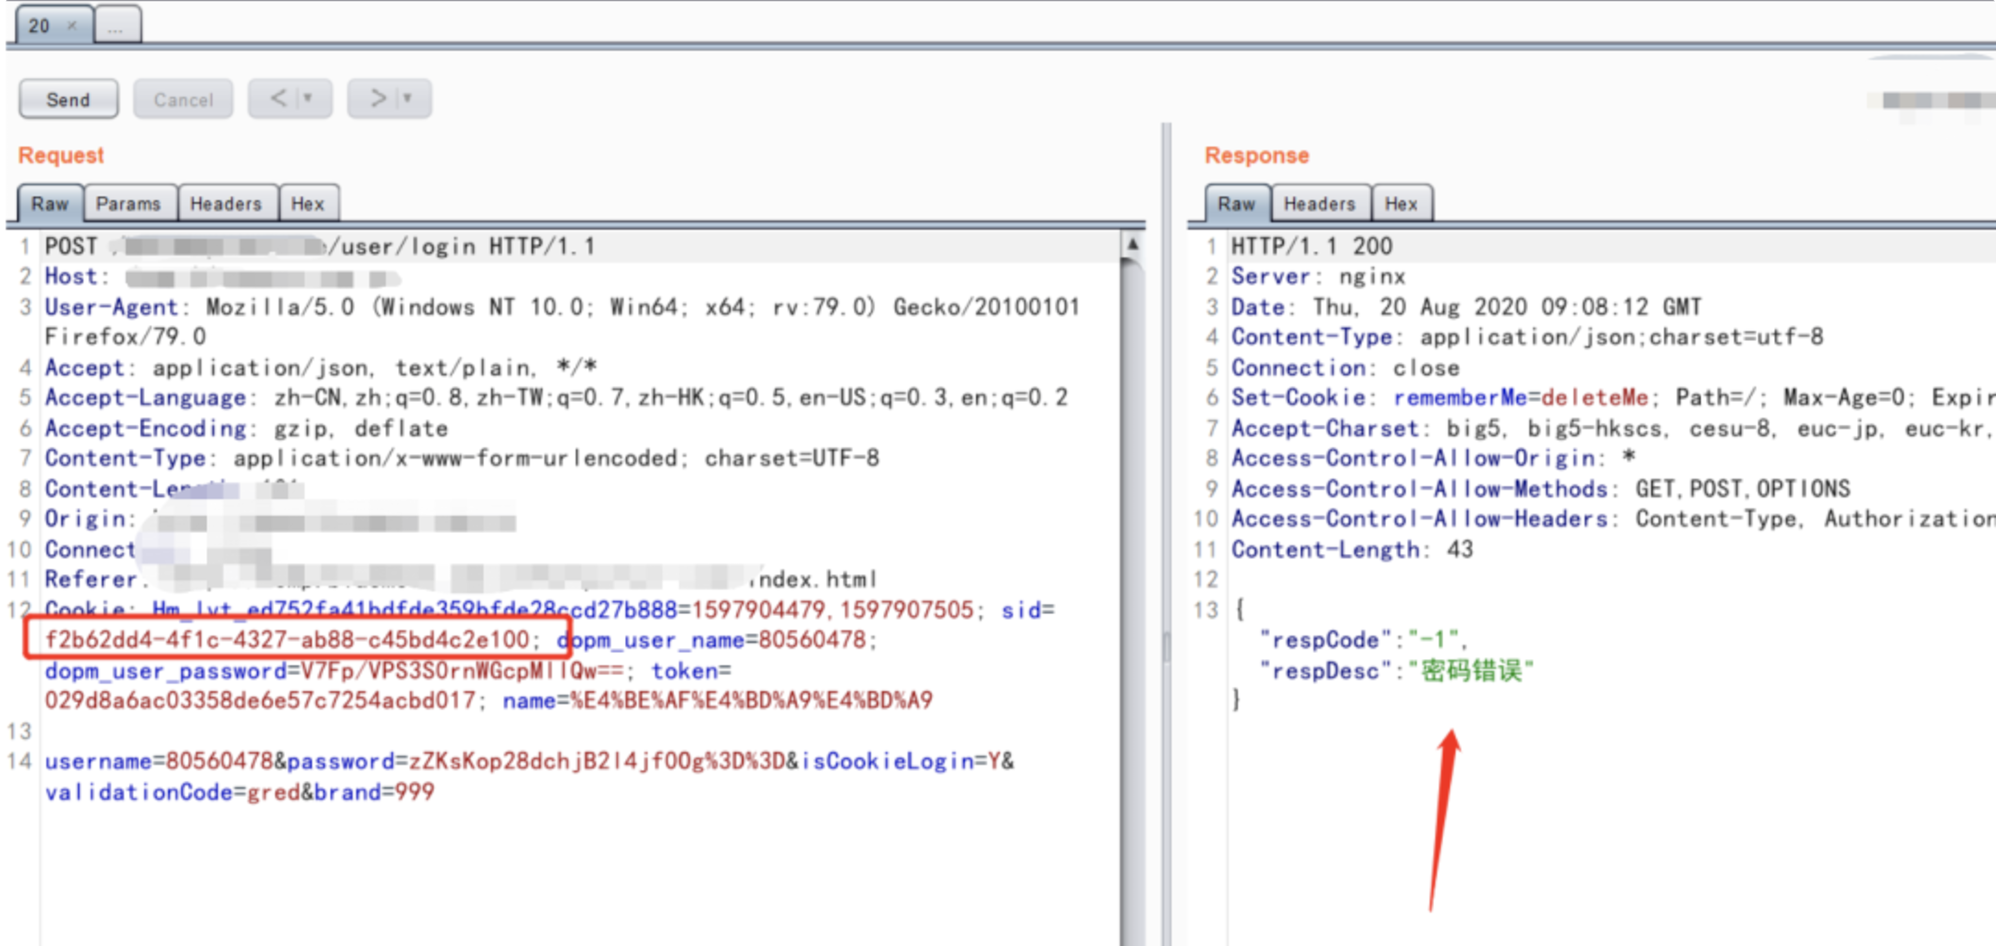 20 × ...
Send Cancel < >
Request
Raw Params Headers Hex
1 POST /user/login HTTP/1.1
2 Host:
3 User-Agent: Mozilla/5.0 (Windows NT 10.0; Win64; x64; rv:79.0) Gecko/20100101
Firefox/79.0
4 Accept: application/json, text/plain, */*
5 Accept-Language: zh-CN,zh;q=0.8,zh-TW;q=0.7,zh-HK;q=0.5,en-US;q=0.3,en;q=0.2
6 Accept-Encoding: gzip, deflate
7 Content-Type: application/x-www-form-urlencoded; charset=UTF-8
8 Content-Len
9 Origin:
10 Connect
11 Referer: index.html
12 Cookie: Hm_lvt_ed752fa41bdfde359bfde28ccd27b888=1597904479,1597907505; sid=
f2b62dd4-4f1c-4327-ab88-c45bd4c2e100; dopm_user_name=80560478;
dopm_user_password=V7Fp/VPS3SOrnWGcpMIlQw==; token=
029d8a6ac03358de6e57c7254acbd017; name=%E4%BE%AF%E4%BD%A9%E4%BD%A9
13
14 username=80560478&password=zZKsKop28dchjB2I4jf0Og%3D%3D&isCookieLogin=Y&
validationCode=gred&brand=999
Response
Raw Headers Hex
1 HTTP/1.1 200
2 Server: nginx
3 Date: Thu, 20 Aug 2020 09:08:12 GMT
4 Content-Type: application/json;charset=utf-8
5 Connection: close
6 Set-Cookie: rememberMe=deleteMe; Path=/; Max-Age=0; Expir
7 Accept-Charset: big5, big5-hkscs, cesu-8, euc-jp, euc-kr,
8 Access-Control-Allow-Origin: *
9 Access-Control-Allow-Methods: GET,POST,OPTIONS
10 Access-Control-Allow-Headers: Content-Type, Authorization
11 Content-Length: 43
12
13 {
"respCode":"-1",
"respDesc":"密码错误"
}